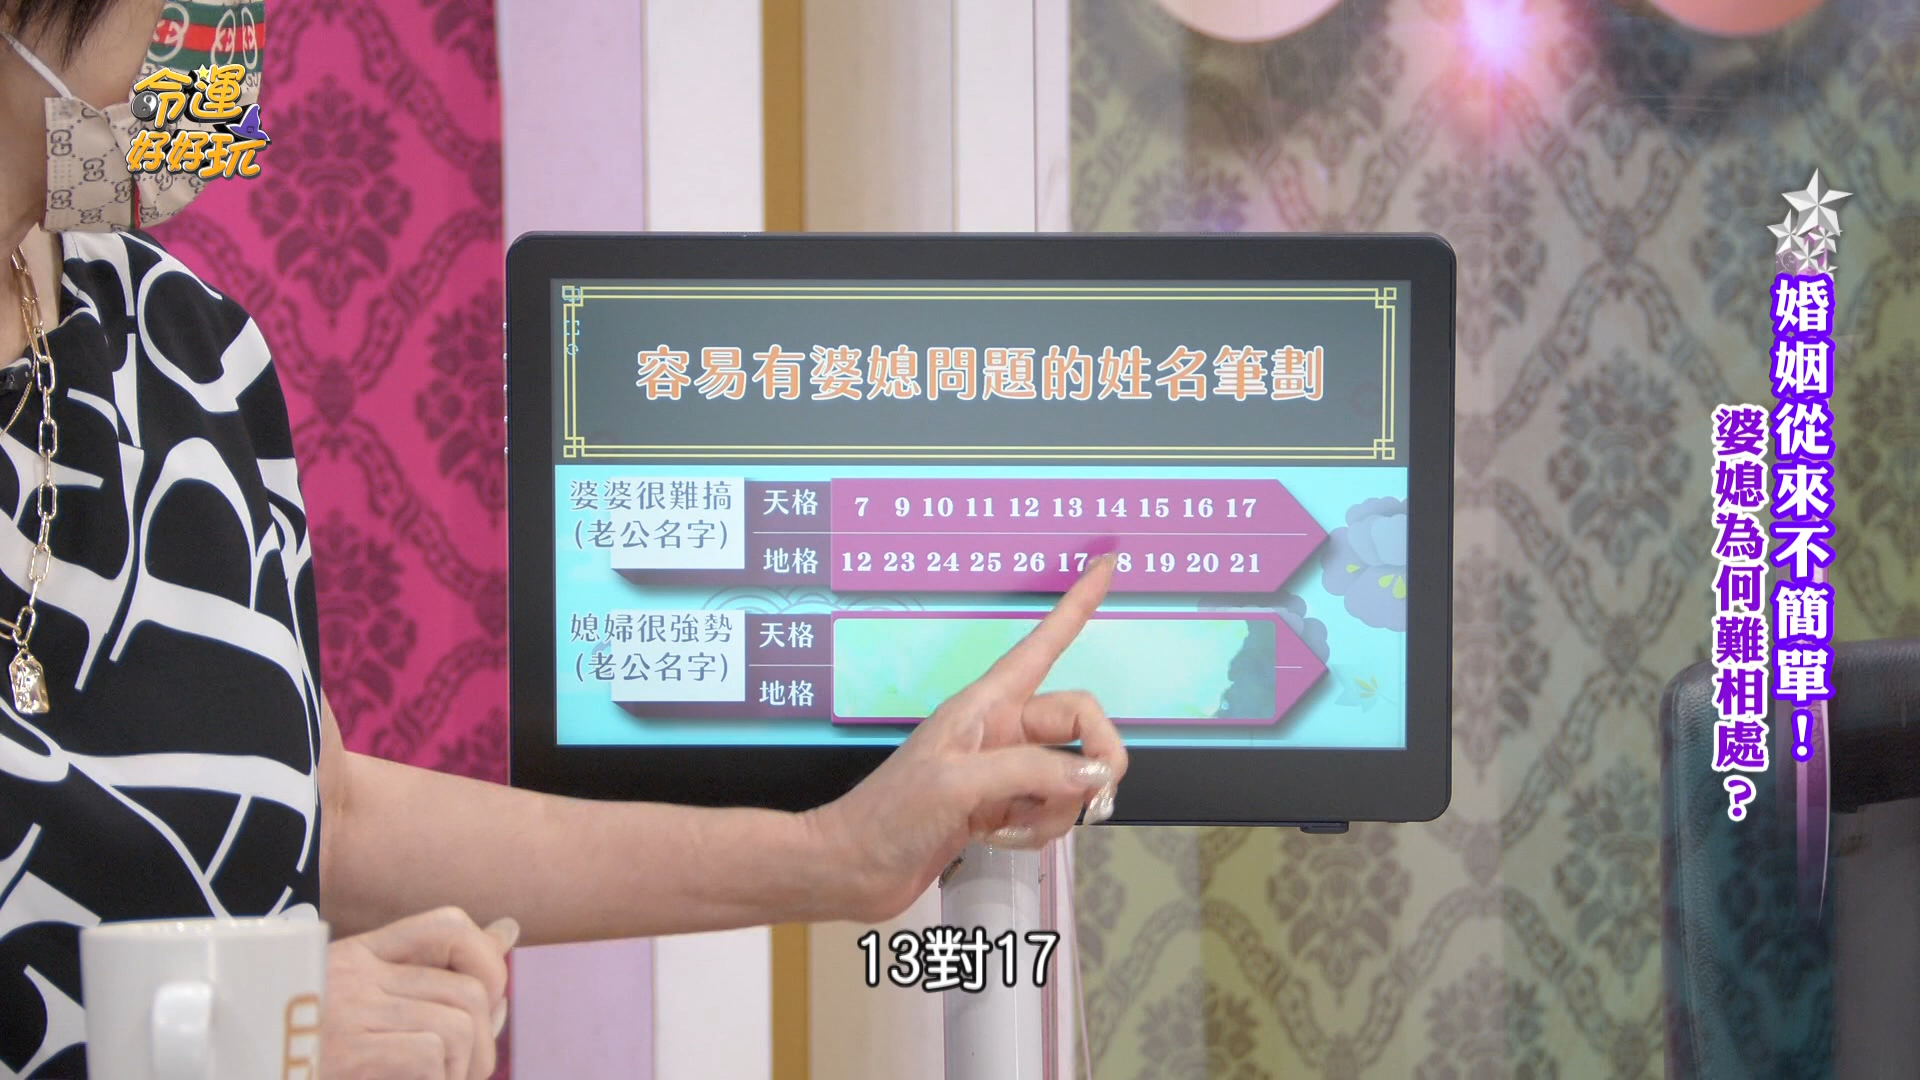 命運
好好玩
容易有婆媳問題的姓名筆劃
婆婆很難搞
(老公名字)
天格 7 9 10 11 12 13 14 15 16 17
地格 12 23 24 25 26 17 18 19 20 21
媳婦很強勢
(老公名字)
天格
地格
婚姻從來不簡單！
婆媳為何難相處？
13對17